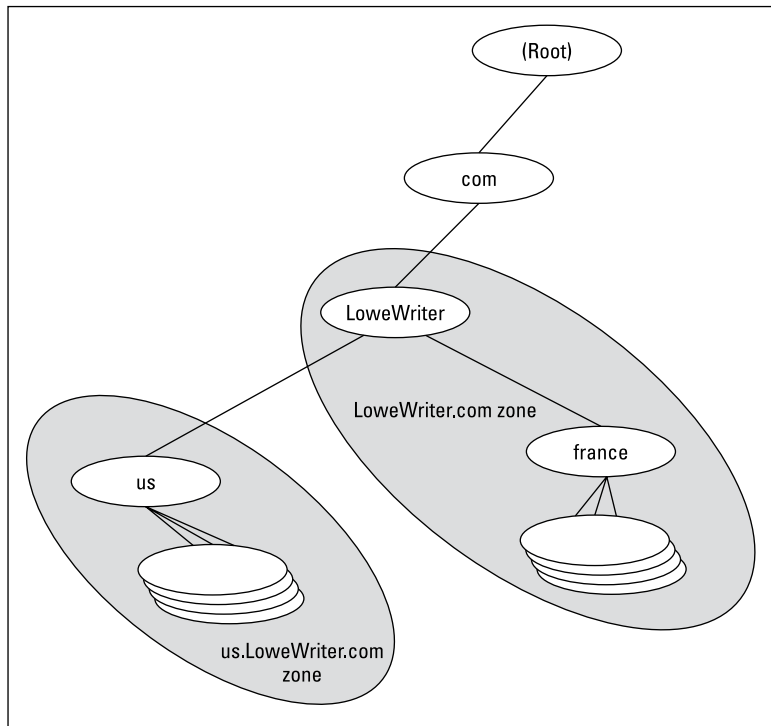 (Root)
com
LoweWriter
LoweWriter.com zone
france
us
us.LoweWriter.com
zone